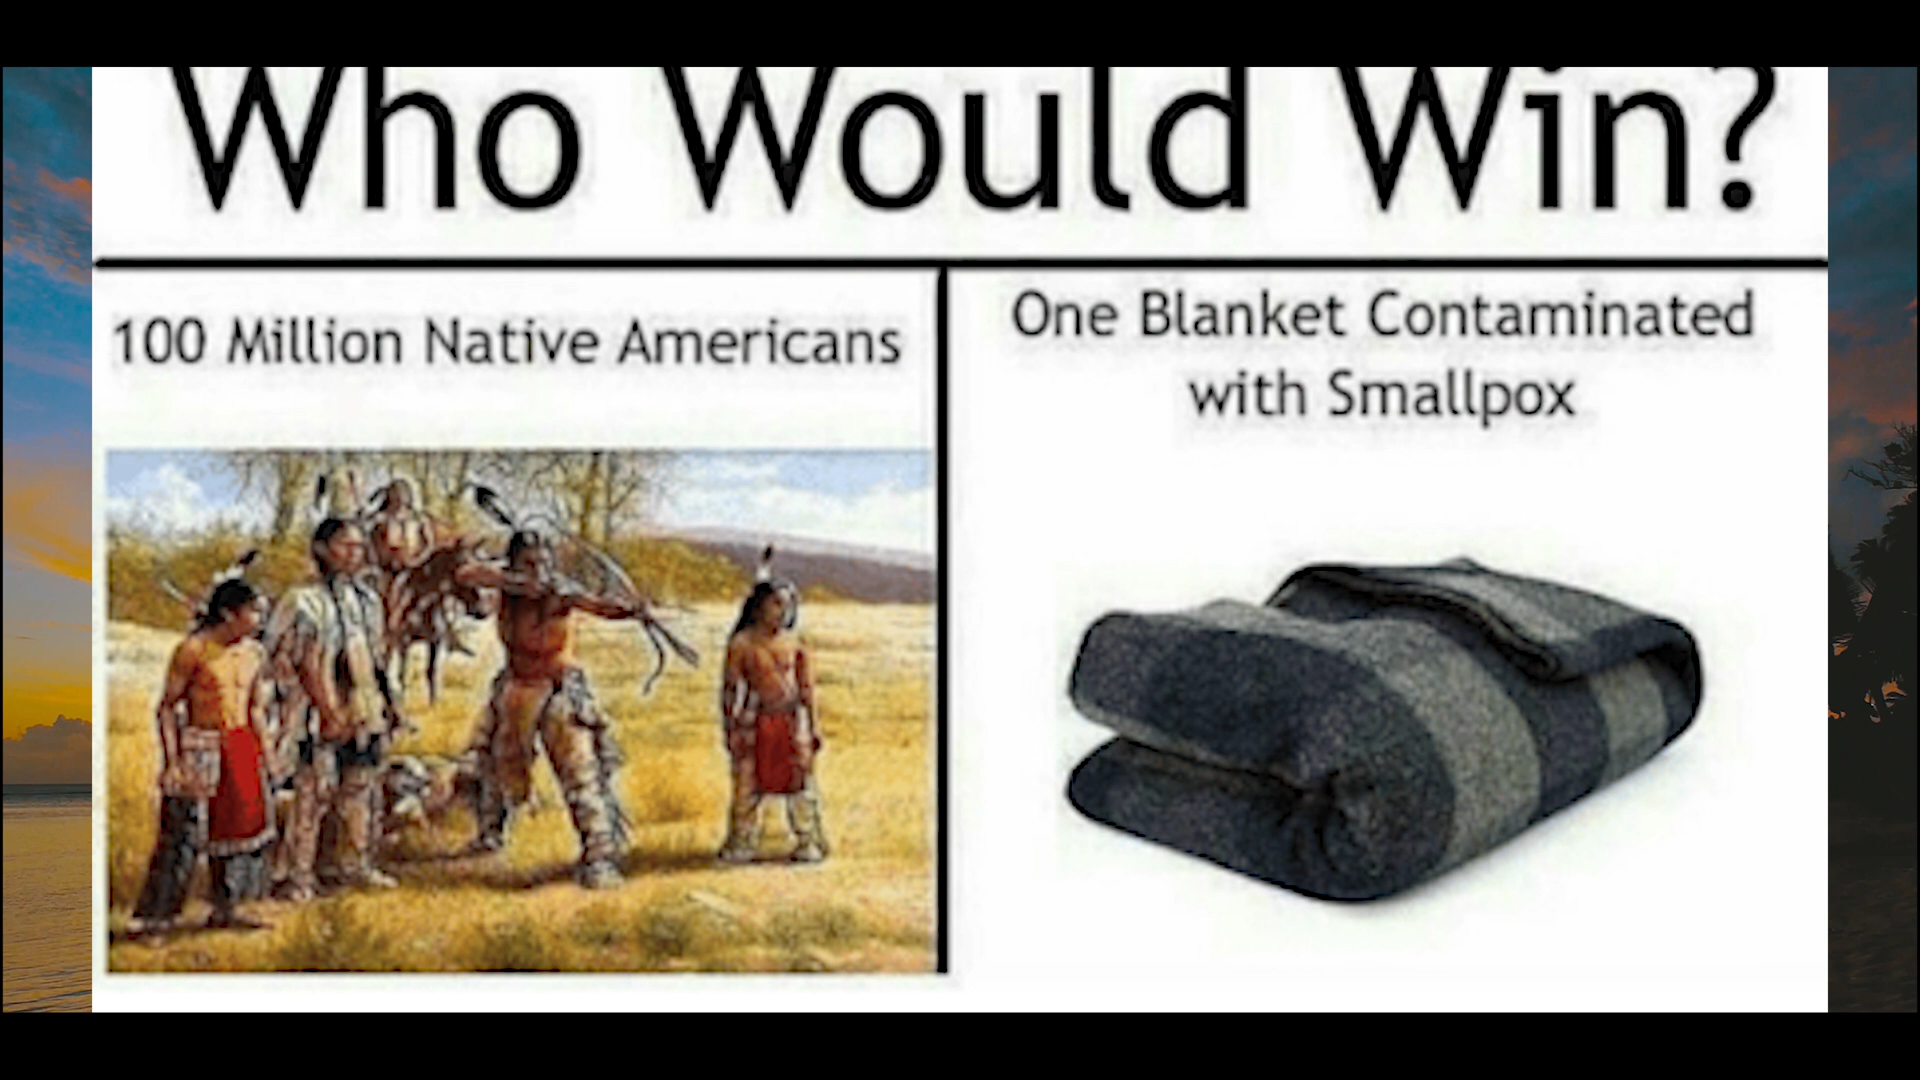 Who Would Win?
100 Million Native Americans
One Blanket Contaminated
with Smallpox